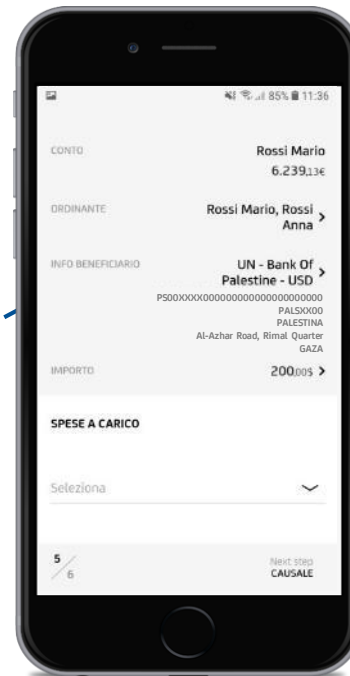 85% 11:36
CONTO Rossi Mario
6.239,13€
ORDINANTE Rossi Mario, Rossi
Anna
INFO BENEFICIARIO UN - Bank Of
Palestine - USD
PALSXX00
PALESTINA
Al-Azhar Road, Rimal Quarter
GAZA
IMPORTO 200,00$
SPESE A CARICO
Seleziona
5/6 Next step
CAUSALE